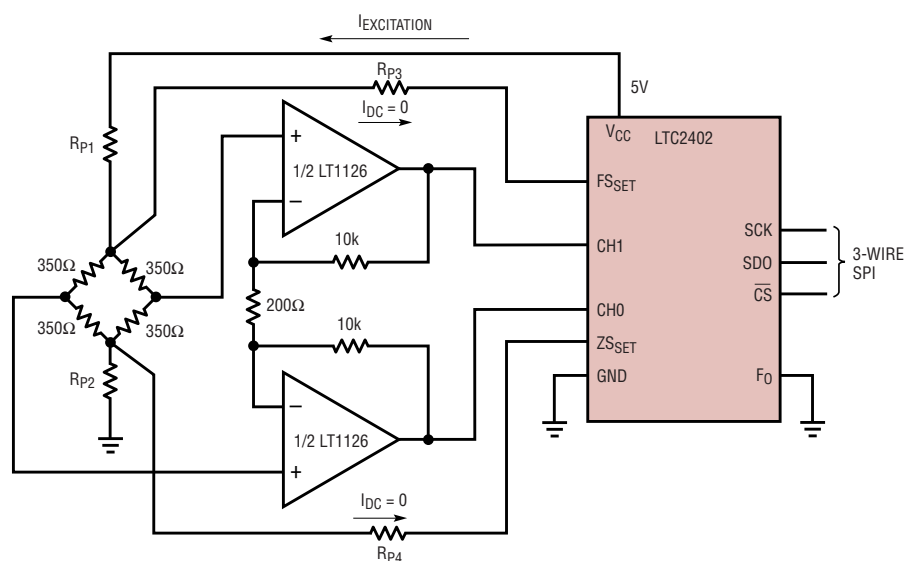 IEXCITATION
RP3
5V
IDC = 0
VCC
LTC2402
RP1
+
1/2 LT1126
–
FSSET
SCK
3-WIRE
SPI
SDO
CS
CH1
10k
350Ω
350Ω
200Ω
350Ω
350Ω
10k
CH0
ZSSET
RP2
GND
FO
–
1/2 LT1126
+
IDC = 0
RP4